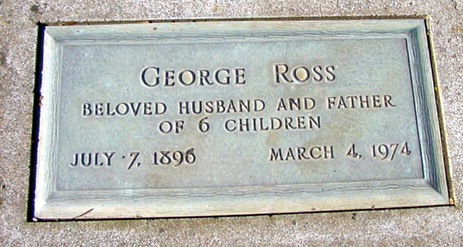 GEORGE ROSS
BELOVED HUSBAND AND FATHER
OF 6 CHILDREN
JULY 7, 1896 MARCH 4, 1974